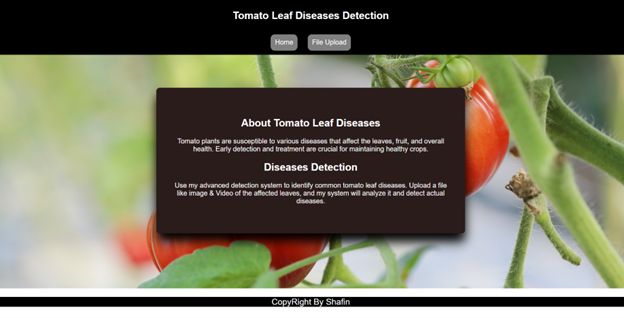 Tomato Leaf Diseases Detection
Home
File Upload
About Tomato Leaf Diseases
Tomato plants are susceptible to various diseases that affect the leaves, fruit, and overall
health. Early detection and treatment are crucial for maintaining healthy crops.
Diseases Detection
Use my advanced detection system to identify common tomato leaf diseases. Upload a file
like image & Video of the affected leaves, and my system will analyze it and detect actual
diseases.
CopyRight By Shafin